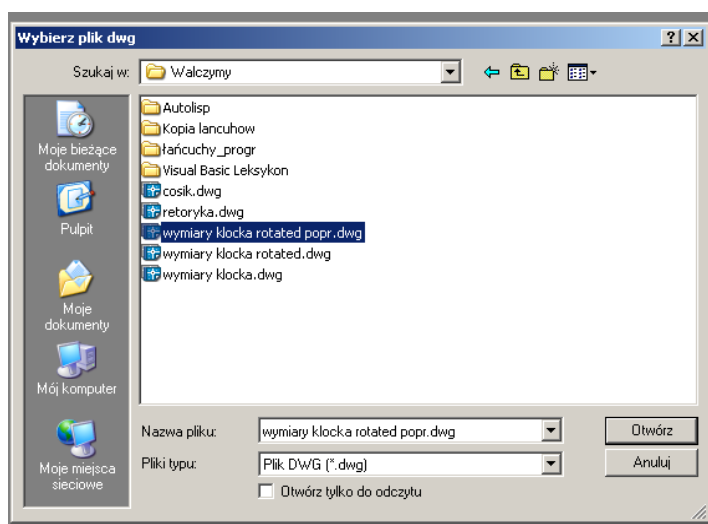 Wybierz plik dwg
Szukaj w: Walczymy
Moje bieżące
dokumenty
Pulpit
Moje
dokumenty
Mój komputer
Moje miejsca
sieciowe
Autolisp
Kopia lancuhow
łańcuchy_progr
Visual Basic Leksykon
cosik.dwg
retoryka.dwg
wymiary klocka rotated popr.dwg
wymiary klocka rotated.dwg
wymiary klocka.dwg
Nazwa pliku: wymiary klocka rotated popr.dwg Otwórz
Pliki typu: Plik DWG (*.dwg) Anuluj
Otwórz tylko do odczytu